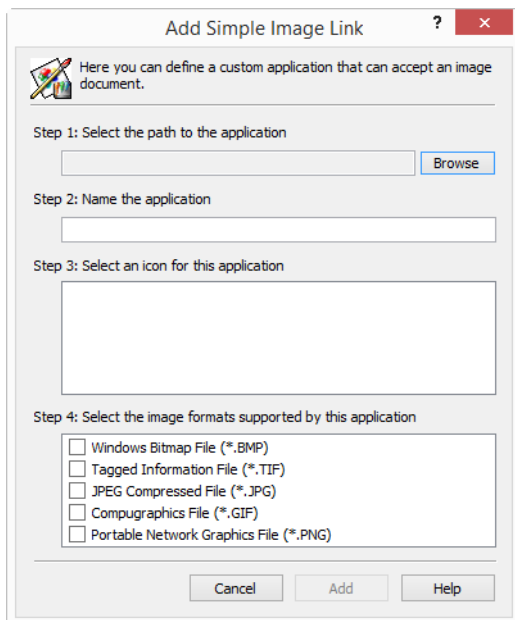 Add Simple Image Link
?
×
Here you can define a custom application that can accept an image
document.
Step 1: Select the path to the application
Browse
Step 2: Name the application
Step 3: Select an icon for this application
Step 4: Select the image formats supported by this application
Windows Bitmap File (*.BMP)
Tagged Information File (*.TIF)
JPEG Compressed File (*.JPG)
Compugraphics File (*.GIF)
Portable Network Graphics File (*.PNG)
Cancel
Add
Help